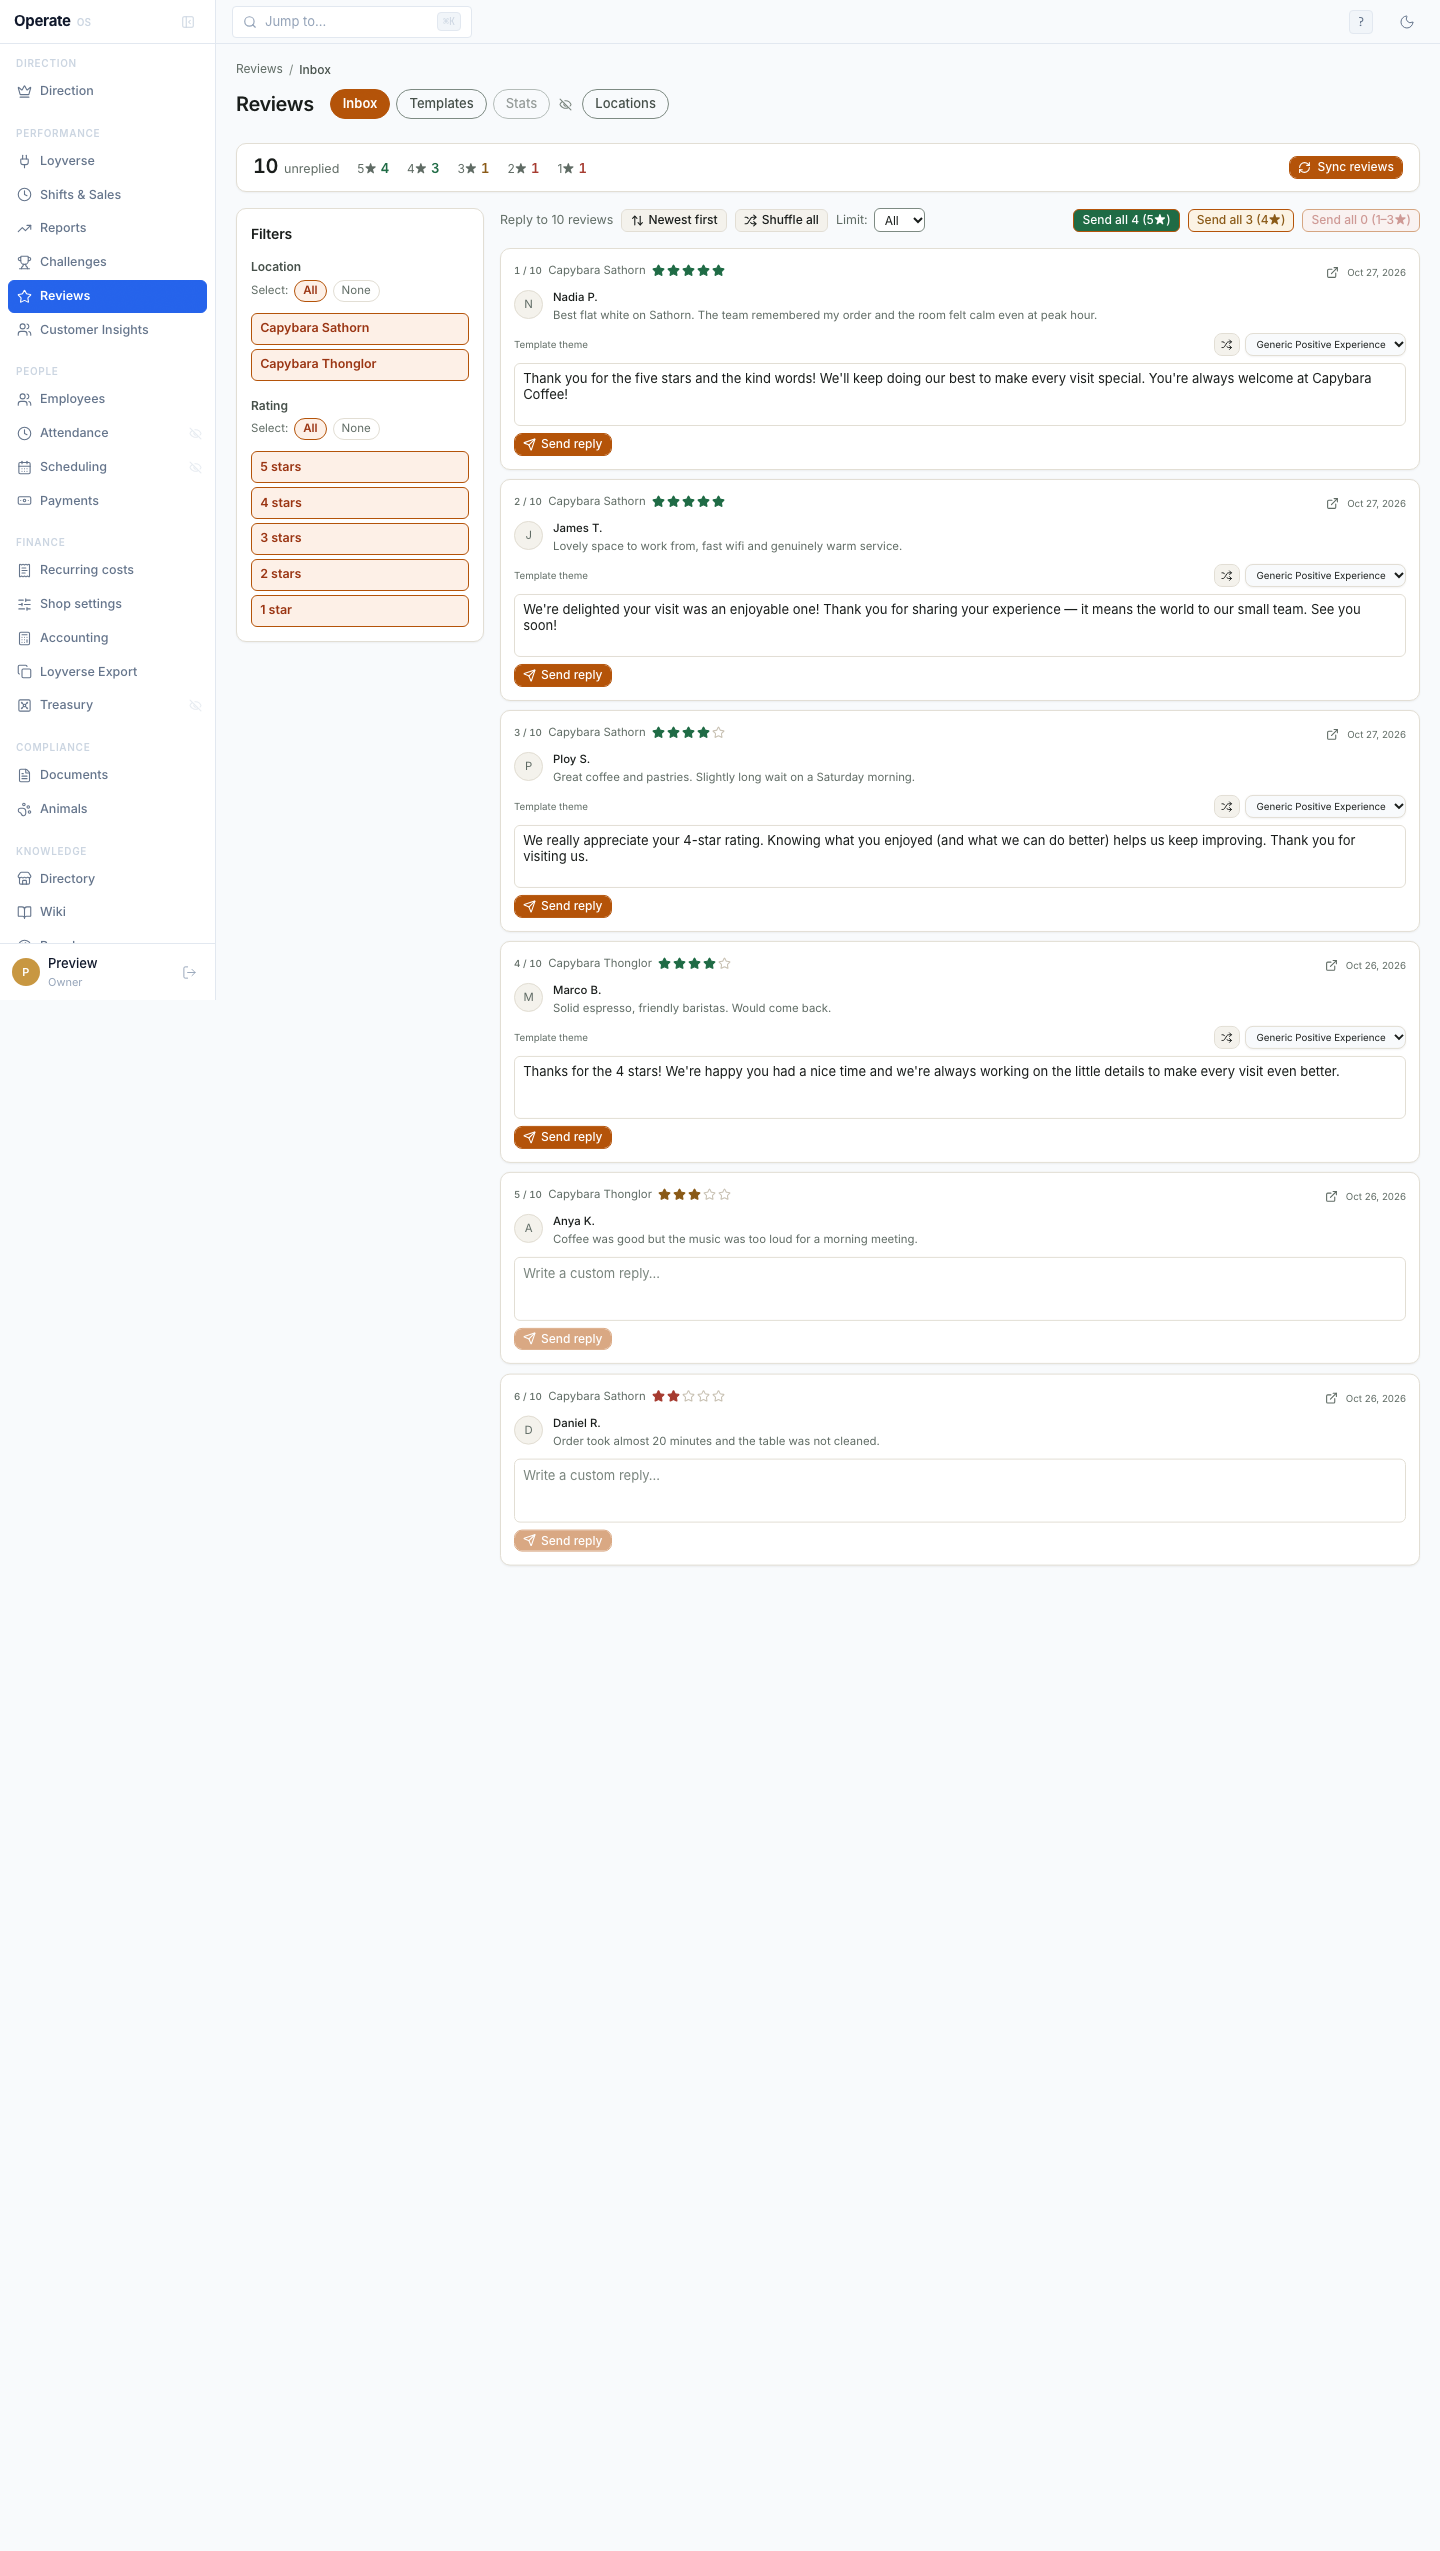 Operate OS
Jump to...
⌘K
?
DIRECTION
Direction
PERFORMANCE
Loyverse
Shifts & Sales
Reports
Challenges
Reviews
Customer Insights
PEOPLE
Employees
Attendance
Scheduling
Payments
FINANCE
Recurring costs
Shop settings
Accounting
Loyverse Export
Treasury
COMPLIANCE
Documents
Animals
KNOWLEDGE
Directory
Wiki
P
Preview
Owner
Reviews / Inbox
Reviews
Inbox
Templates
Stats
Locations
10 unreplied 5★ 4 4★ 3 3★ 1 2★ 1 1★ 1
Sync reviews
Filters
Location
Select: All None
Capybara Sathorn
Capybara Thonglor
Rating
Select: All None
5 stars
4 stars
3 stars
2 stars
1 star
Reply to 10 reviews
Newest first
Shuffle all
Limit: All
Send all 4 (5★)
Send all 3 (4★)
Send all 0 (1–3★)
1 / 10 Capybara Sathorn
Oct 27, 2026
N
Nadia P.
Best flat white on Sathorn. The team remembered my order and the room felt calm even at peak hour.
Template theme
Generic Positive Experience
Thank you for the five stars and the kind words! We'll keep doing our best to make every visit special. You're always welcome at Capybara
Coffee!
Send reply
2 / 10 Capybara Sathorn
Oct 27, 2026
J
James T.
Lovely space to work from, fast wifi and genuinely warm service.
Template theme
Generic Positive Experience
We're delighted your visit was an enjoyable one! Thank you for sharing your experience — it means the world to our small team. See you
soon!
Send reply
3 / 10 Capybara Sathorn
Oct 27, 2026
P
Ploy S.
Great coffee and pastries. Slightly long wait on a Saturday morning.
Template theme
Generic Positive Experience
We really appreciate your 4-star rating. Knowing what you enjoyed (and what we can do better) helps us keep improving. Thank you for
visiting us.
Send reply
4 / 10 Capybara Thonglor
Oct 26, 2026
M
Marco B.
Solid espresso, friendly baristas. Would come back.
Template theme
Generic Positive Experience
Thanks for the 4 stars! We're happy you had a nice time and we're always working on the little details to make every visit even better.
Send reply
5 / 10 Capybara Thonglor
Oct 26, 2026
A
Anya K.
Coffee was good but the music was too loud for a morning meeting.
Write a custom reply...
Send reply
6 / 10 Capybara Sathorn
Oct 26, 2026
D
Daniel R.
Order took almost 20 minutes and the table was not cleaned.
Write a custom reply...
Send reply